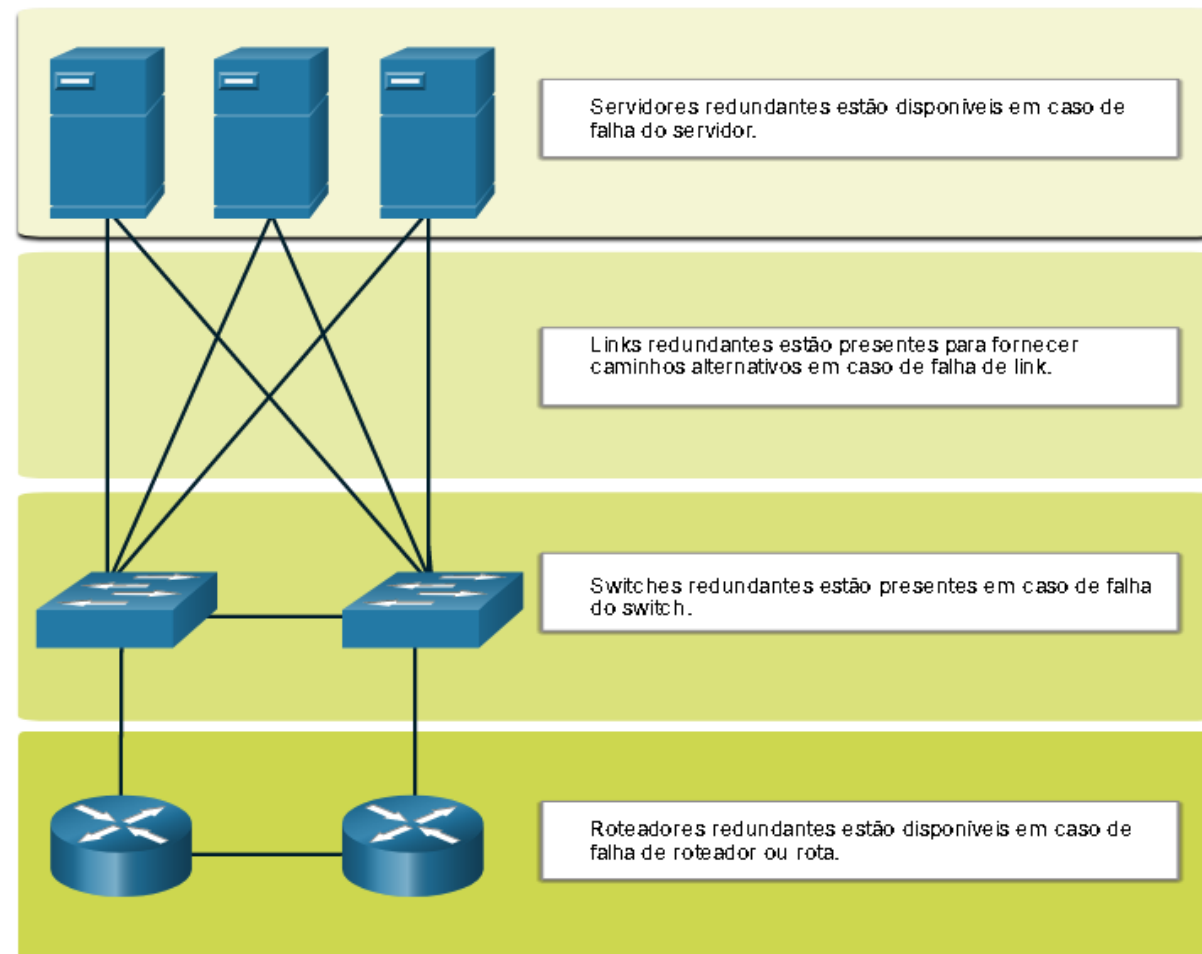 Servidores redundantes estão disponíveis em caso de
falha do servidor.
Links redundantes estão presentes para fornecer
caminhos alternativos em caso de falha de link.
Switches redundantes estão presentes em caso de falha
do switch.
Roteadores redundantes estão disponíveis em caso de
falha de roteador ou rota.